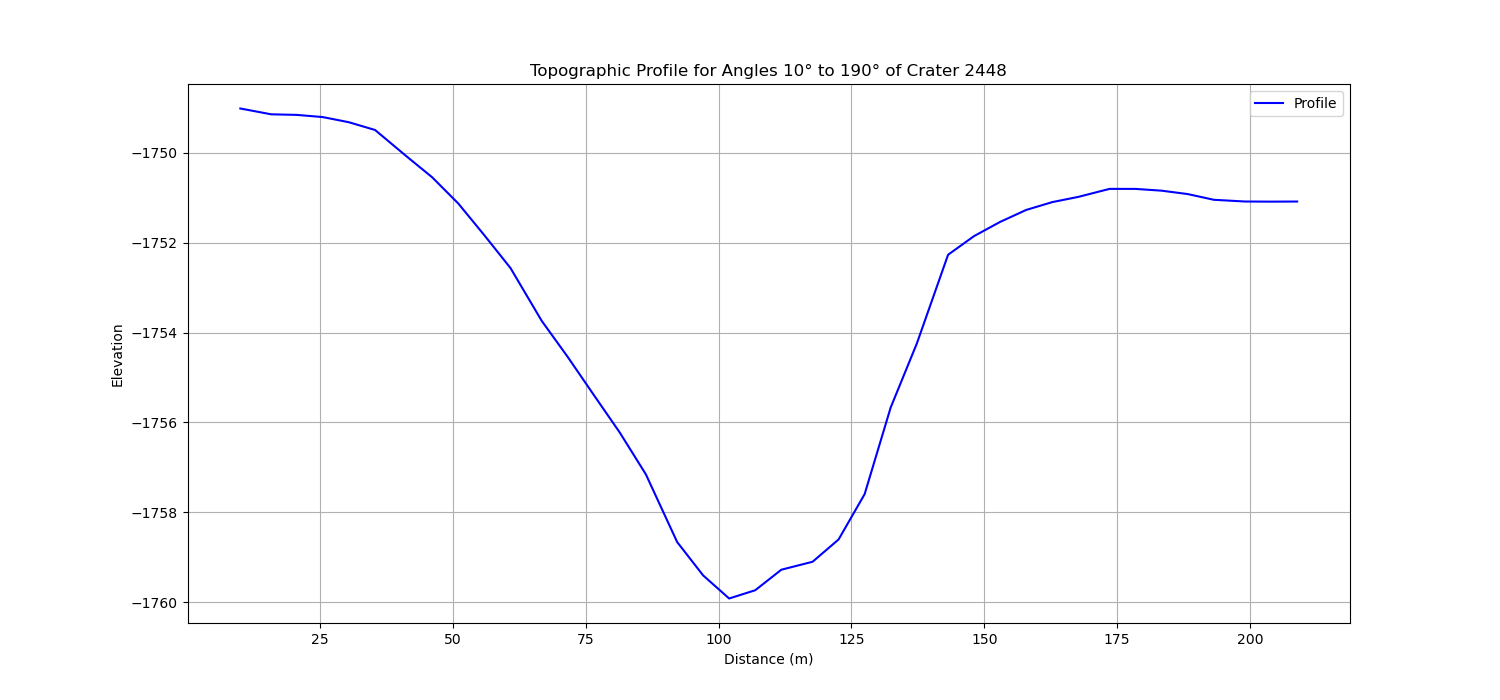 Topographic Profile for Angles 10° to 190° of Crater 2448
Profile
Elevation
−1750
−1752
−1754
−1756
−1758
−1760
25 50 75 100 125 150 175 200
Distance (m)